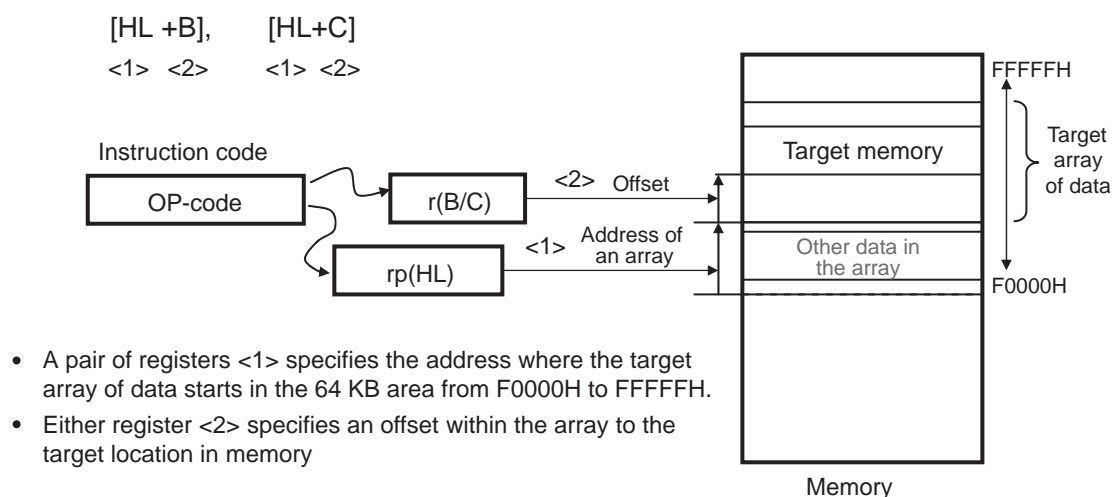 [HL +B], [HL+C]
<1> <2> <1> <2>
FFFFFH
Target
array
of data
Instruction code
Target memory
OP-code
r(B/C)
<2> Offset
rp(HL)
<1> Address of
an array
Other data in
the array
F0000H
• A pair of registers <1> specifies the address where the target
array of data starts in the 64 KB area from F0000H to FFFFFH.
• Either register <2> specifies an offset within the array to the
target location in memory
Memory